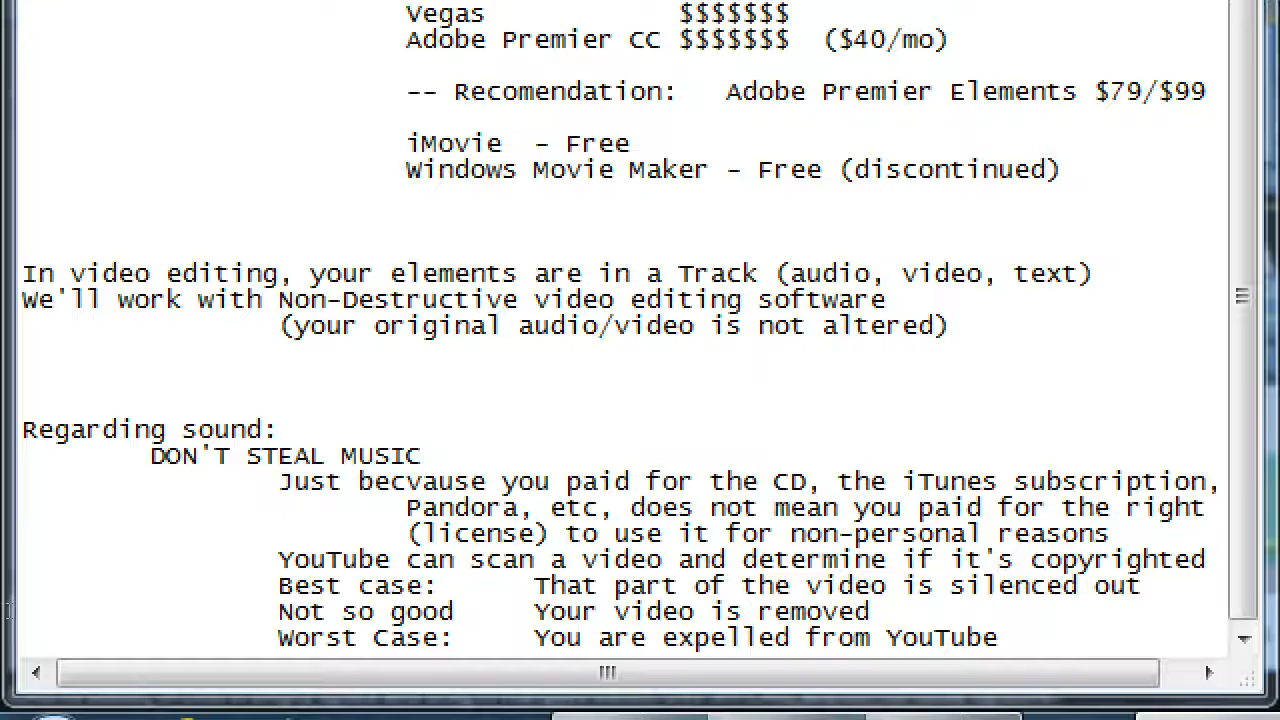 Vegas $$$$$$$
Adobe Premier CC $$$$$$$ ($40/mo)
-- Recomendation: Adobe Premier Elements $79/$99
iMovie - Free
Windows Movie Maker - Free (discontinued)
In video editing, your elements are in a Track (audio, video, text)
We'll work with Non-Destructive video editing software
(your original audio/video is not altered)
Regarding sound:
DON'T STEAL MUSIC
Just becvause you paid for the CD, the iTunes subscription,
Pandora, etc, does not mean you paid for the right
(license) to use it for non-personal reasons
YouTube can scan a video and determine if it's copyrighted
Best case: That part of the video is silenced out
Not so good Your video is removed
Worst Case: You are expelled from YouTube